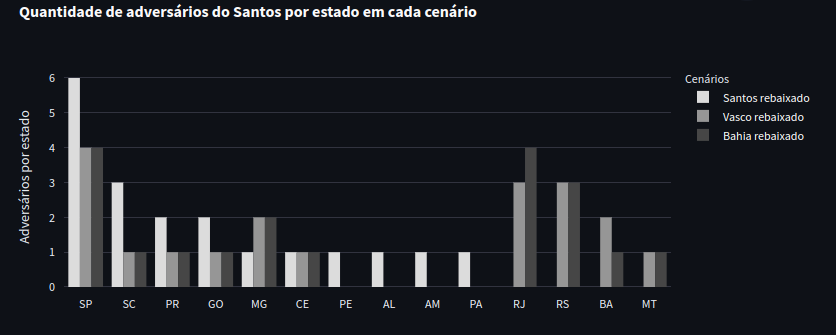 Quantidade de adversários do Santos por estado em cada cenário
Adversários por estado
6
5
4
3
2
1
0
SP SC PR GO MG CE PE AL AM PA RJ RS BA MT
Cenários
Santos rebaixado
Vasco rebaixado
Bahia rebaixado